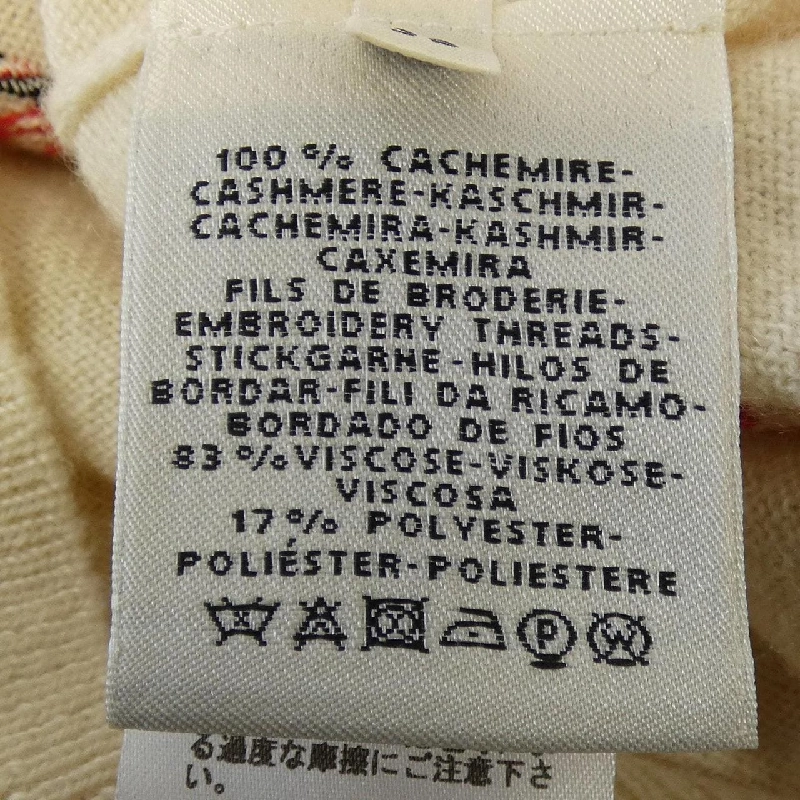 100 % CACHEMIRE-
CASHMERE-KASCHMIR-
CACHEMIRA-KASHMIR-
CAXEMIRA
FILS DE BRODERIE-
EMBROIDERY THREADS-
STICKGARNE-HILOS DE
BORDAR-FILI DA RICAMO-
BORDADO DE FIOS
83 % VISCOSE-VISKOSE-
VISCOSA
17 % POLYESTER-
POLIÉSTER-POLIESTERE
P W
る過度な摩擦にご注意下さ
い。